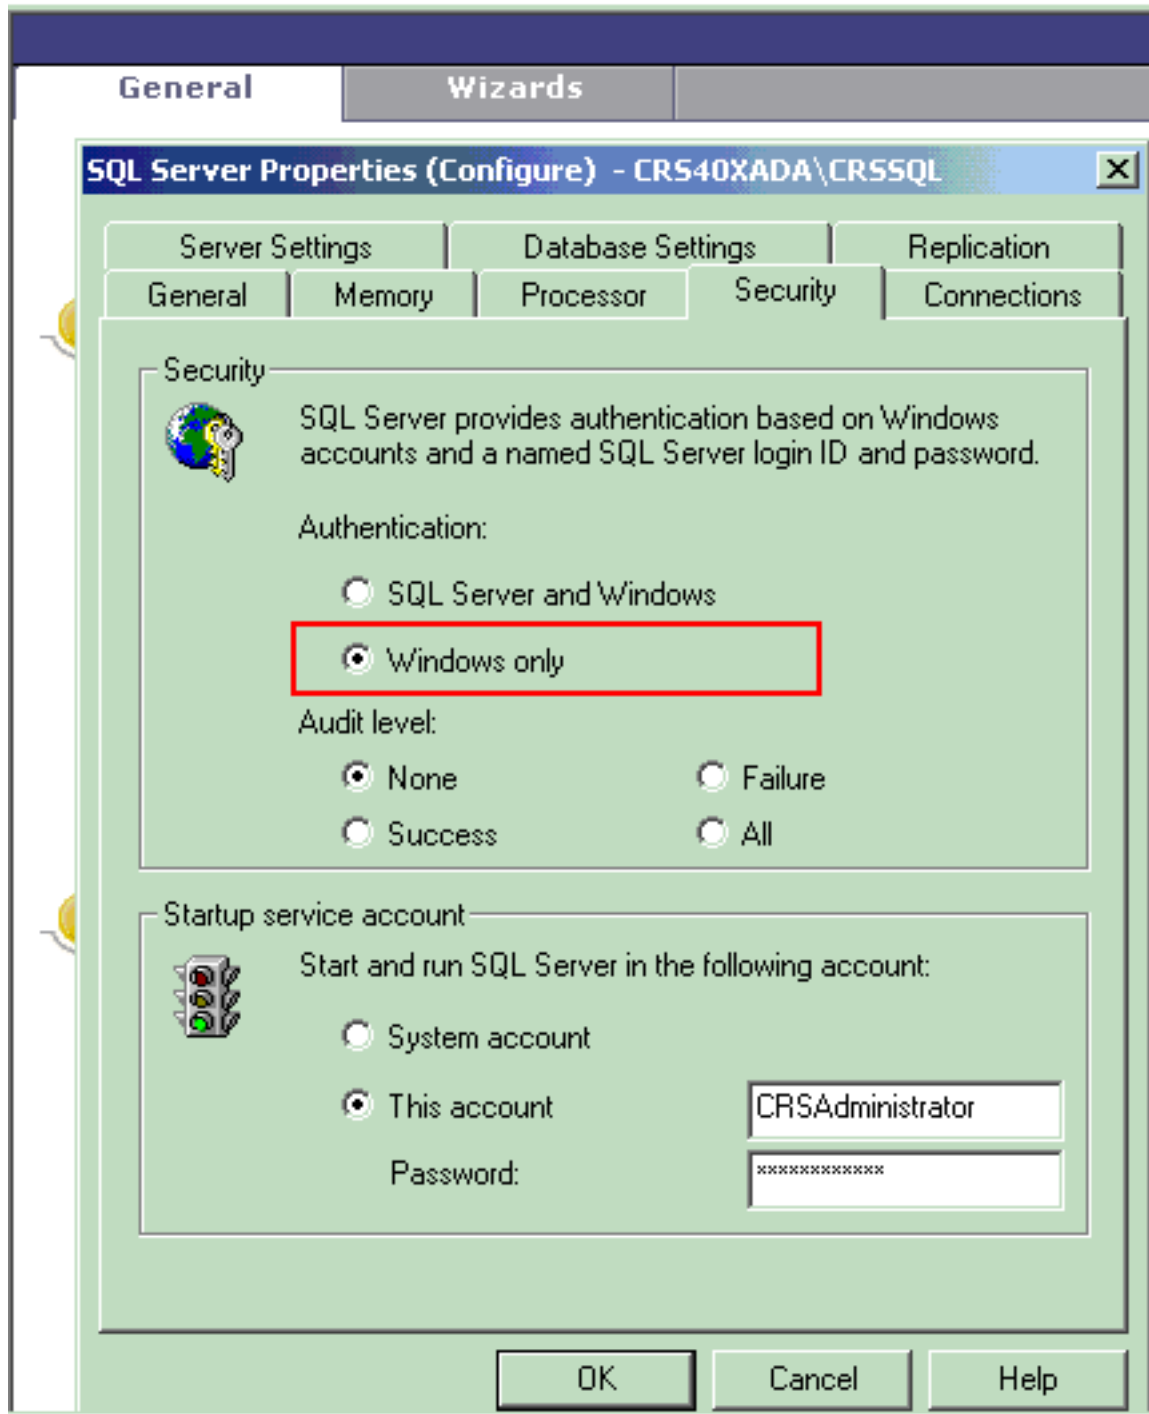 General Wizards
SQL Server Properties (Configure) - CRS40XADA\CRSSQL
Server Settings Database Settings Replication
General Memory Processor Security Connections
Security
SQL Server provides authentication based on Windows
accounts and a named SQL Server login ID and password.
Authentication:
SQL Server and Windows
Windows only
Audit level:
None Failure
Success All
Startup service account
Start and run SQL Server in the following account:
System account
This account CRSAdministrator
Password: ************
OK Cancel Help